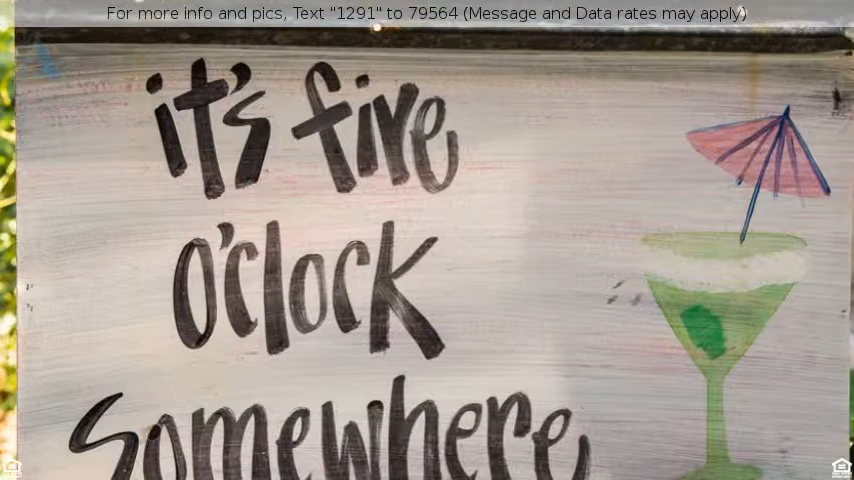 For more info and pics, Text "1291" to 79564 (Message and Data rates may apply)
it's five
o'clock
Somewhere